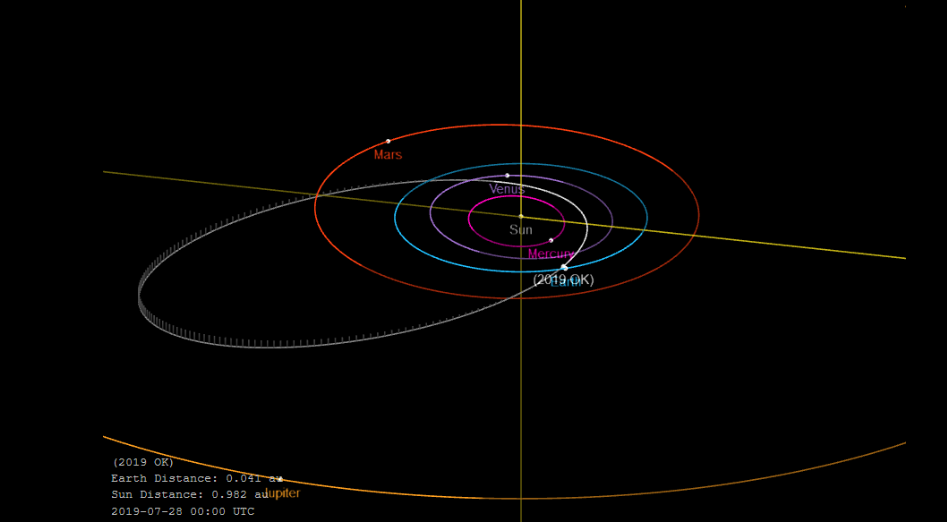 Mars
Venus
Sun
Mercury
(2019 OK)
Earth
(2019 OK)
Earth Distance: 0.041 au
Sun Distance: 0.982 au
Jupiter
2019-07-28 00:00 UTC